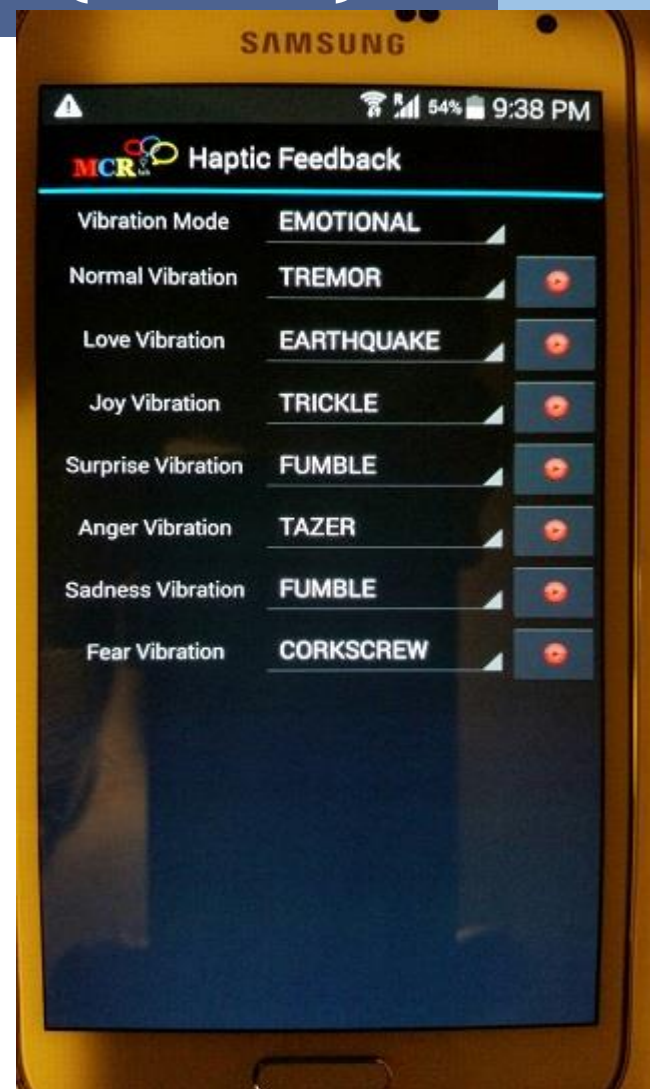 SAMSUNG
R 54% 9:38 PM
MCR talk Haptic Feedback
Vibration Mode EMOTIONAL
Normal Vibration TREMOR
Love Vibration EARTHQUAKE
Joy Vibration TRICKLE
Surprise Vibration FUMBLE
Anger Vibration TAZER
Sadness Vibration FUMBLE
Fear Vibration CORKSCREW